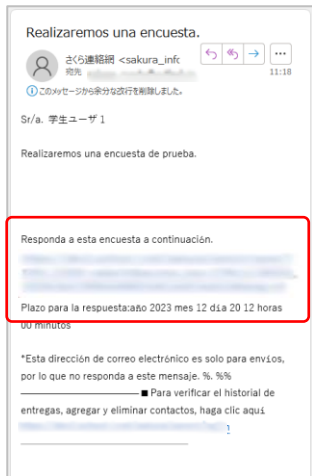 Realizaremos una encuesta.
さくら連絡網 <sakura_infc
宛先
11:18
このメッセージから余分な改行を削除しました。
Sr/a. 学生ユーザ 1
Realizaremos una encuesta de prueba.
Responda a esta encuesta a continuación.
Plazo para la respuesta:año 2023 mes 12 día 20 12 horas
00 minutos
*Esta dirección de correo electrónico es solo para envíos,
por lo que no responda a este mensaje. %. %%
■ Para verificar el historial de
entregas, agregar y eliminar contactos, haga clic aquí